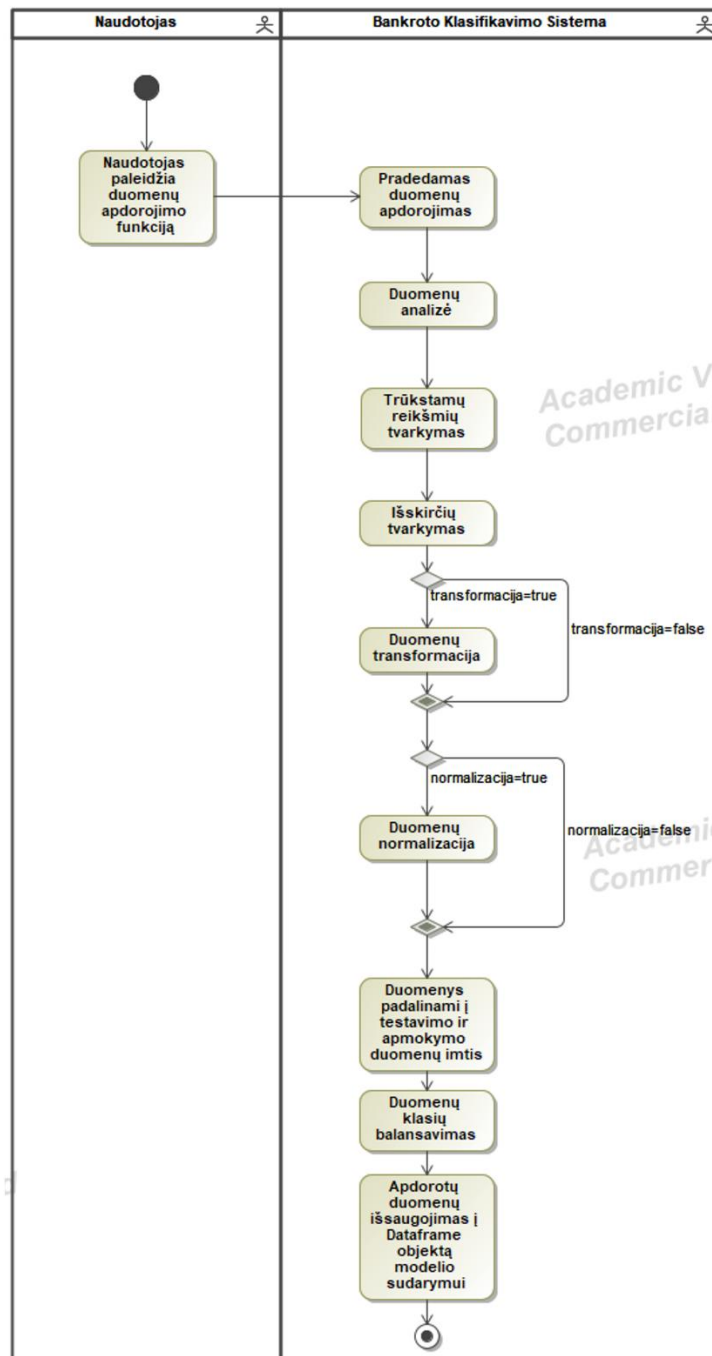 Naudotojas
Bankroto Klasifikavimo Sistema
Naudotojas
paleidžia
duomenų
apdorojimo
funkciją
Pradedamas
duomenų
apdorojimas
Duomenų
analizė
Academic V
Commercia
Trūkstamų
reikšmių
tvarkymas
Išskirčių
tvarkymas
transformacija=true
transformacija=false
Duomenų
transformacija
normalizacija=true
normalizacija=false
Duomenų
normalizacija
Academic
Commer
Duomenys
padalinami į
testavimo ir
apmokymo
duomenų imtis
Duomenų
klasių
balansavimas
Apdorotų
duomenų
išsaugojimas į
Dataframe
objektą
modelio
sudarymui